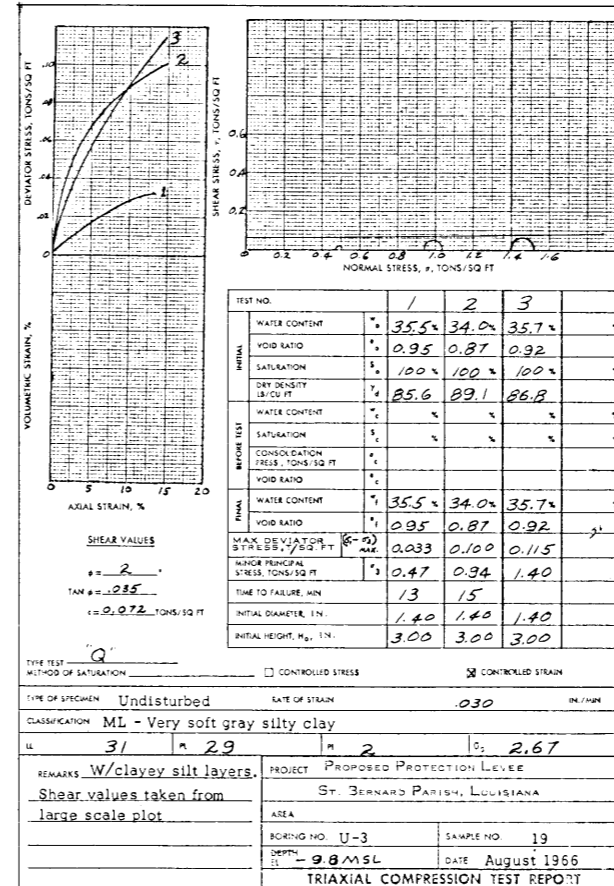 DEVIATOR STRESS, TONS/SQ FT
.10
.08
.06
.04
.02
0
3
2
1
VOLUMETRIC STRAIN, %
0 5 10 15 20
AXIAL STRAIN, %
SHEAR STRESS, τ, TONS/SQ FT
0.6
0.4
0.2
0 0.2 0.4 0.6 0.8 1.0 1.2 1.4 1.6
NORMAL STRESS, σ, TONS/SQ FT
SHEAR VALUES
φ = 2 °
TAN φ = .035
c = 0.072 TONS/SQ FT
TEST NO. 1 2 3
INITIAL
WATER CONTENT w o 35.5 % 34.0 % 35.7 %
VOID RATIO e o 0.95 0.87 0.92
SATURATION S o 100 % 100 % 100 %
DRY DENSITY LB/CU FT γ d 85.6 89.1 86.8
BEFORE TEST
WATER CONTENT w c % % %
SATURATION S c % % %
CONSOLIDATION PRESS., TONS/SQ FT σ c
VOID RATIO e c
FINAL
WATER CONTENT w f 35.5 % 34.0 % 35.7 %
VOID RATIO e f 0.95 0.87 0.92
MAX DEVIATOR STRESS, T/SQ. FT (σ1 - σ3) MAX. 0.033 0.100 0.115
MINOR PRINCIPAL STRESS, TONS/SQ FT σ 3 0.47 0.94 1.40
TIME TO FAILURE, MIN 13 15
INITIAL DIAMETER, IN. 1.40 1.40 1.40
INITIAL HEIGHT, H₀, IN. 3.00 3.00 3.00
TYPE TEST "Q"
METHOD OF SATURATION
☐ CONTROLLED STRESS ☒ CONTROLLED STRAIN
TYPE OF SPECIMEN Undisturbed RATE OF STRAIN .030 IN./MIN
CLASSIFICATION ML - Very soft gray silty clay
LL 31 PL 29 PI 2 Gs 2.67
REMARKS W/clayey silt layers.
Shear values taken from
large scale plot
PROJECT PROPOSED PROTECTION LEVEE
ST. BERNARD PARISH, LOUISIANA
AREA
BORING NO. U-3 SAMPLE NO. 19
DEPTH EL - 9.8 MSL DATE August 1966
TRIAXIAL COMPRESSION TEST REPORT